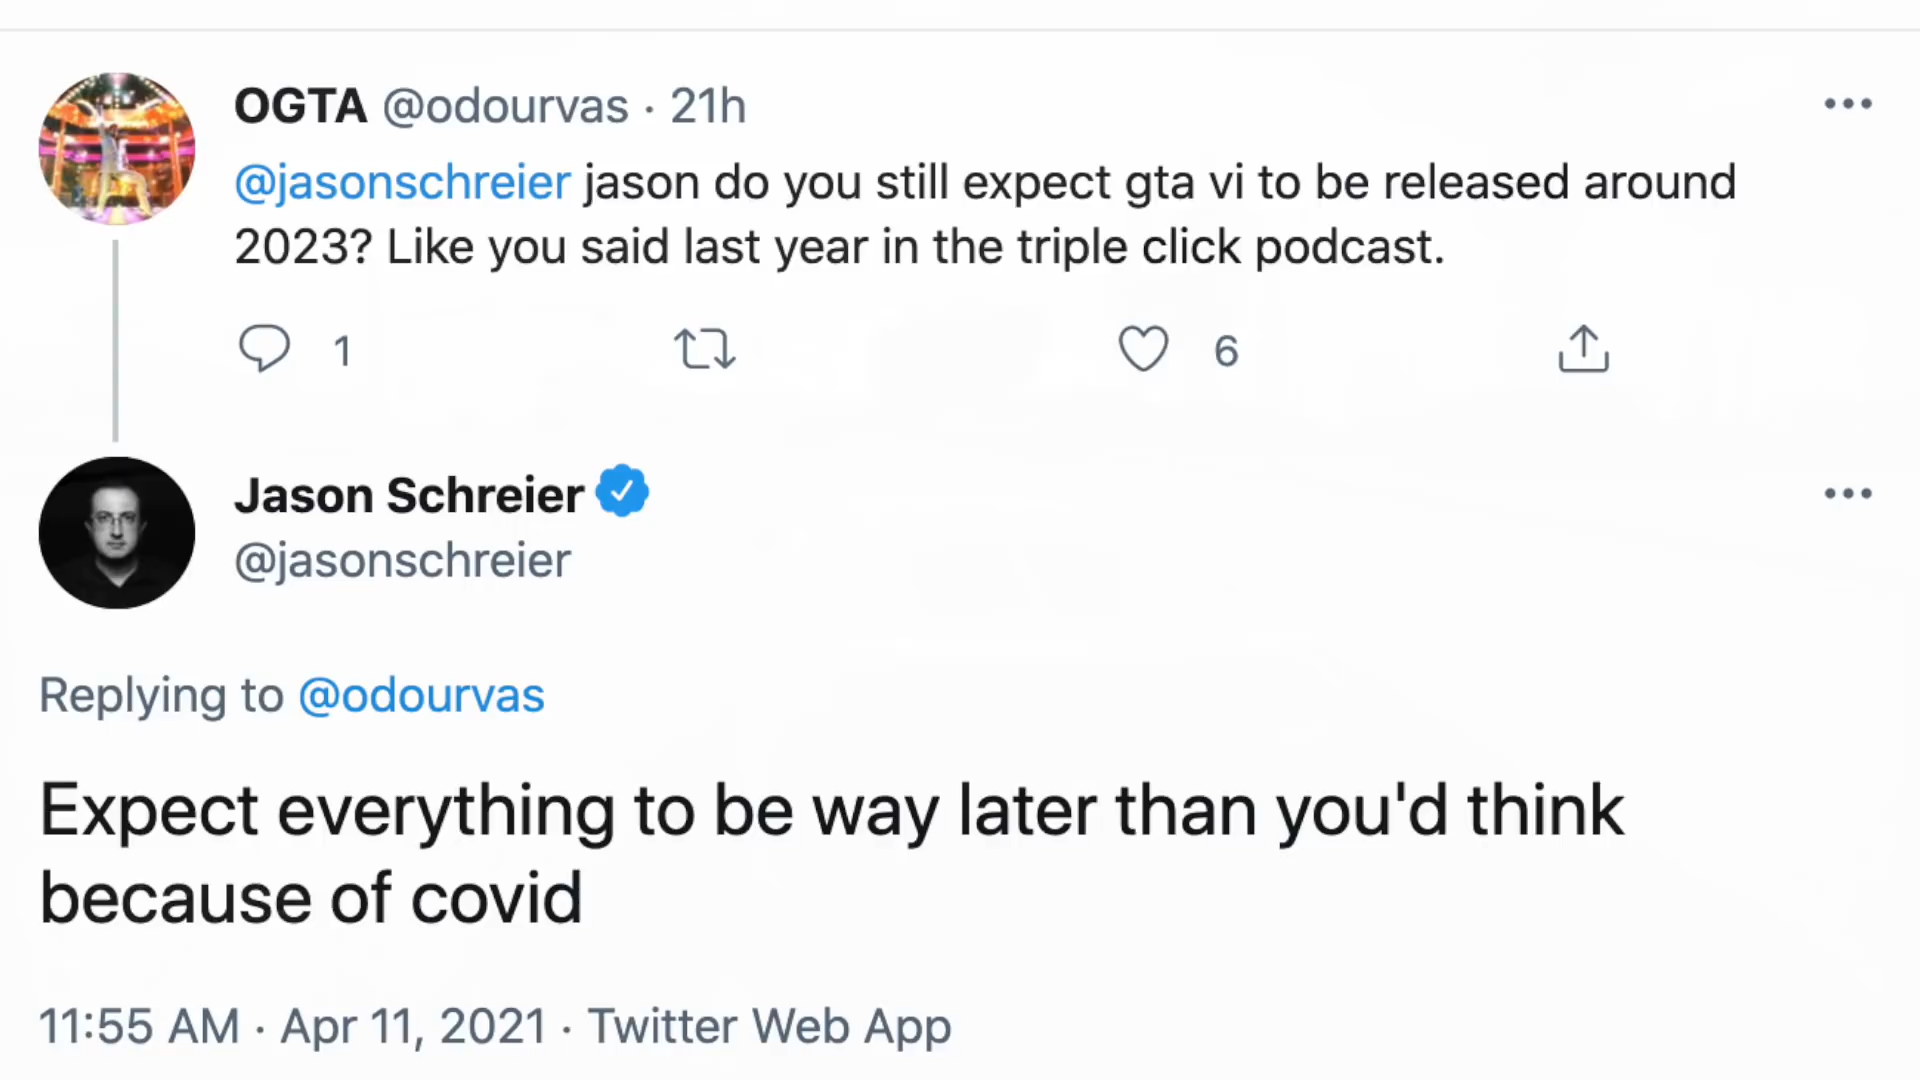 OGTA @odourvas · 21h
@jasonschreier jason do you still expect gta vi to be released around
2023? Like you said last year in the triple click podcast.
1 6
Jason Schreier
@jasonschreier
Replying to @odourvas
Expect everything to be way later than you'd think
because of covid
11:55 AM · Apr 11, 2021 · Twitter Web App